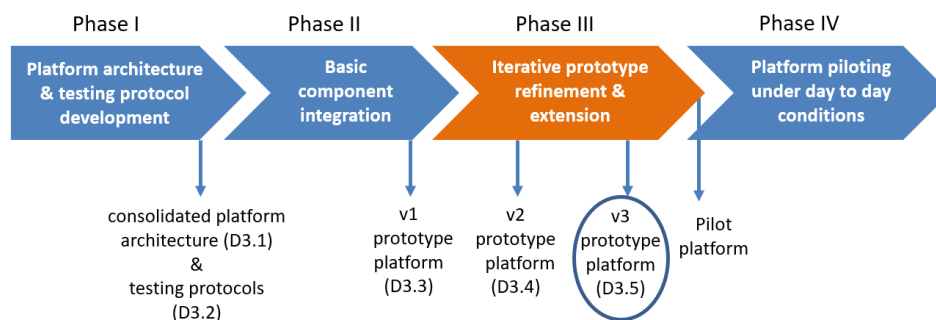 Phase I
Phase II
Phase III
Phase IV
Platform architecture
& testing protocol
development
Basic
component
integration
Iterative prototype
refinement &
extension
Platform piloting
under day to day
conditions
consolidated platform
architecture (D3.1)
&
testing protocols
(D3.2)
v1
prototype
platform
(D3.3)
v2
prototype
platform
(D3.4)
v3
prototype
platform
(D3.5)
Pilot
platform